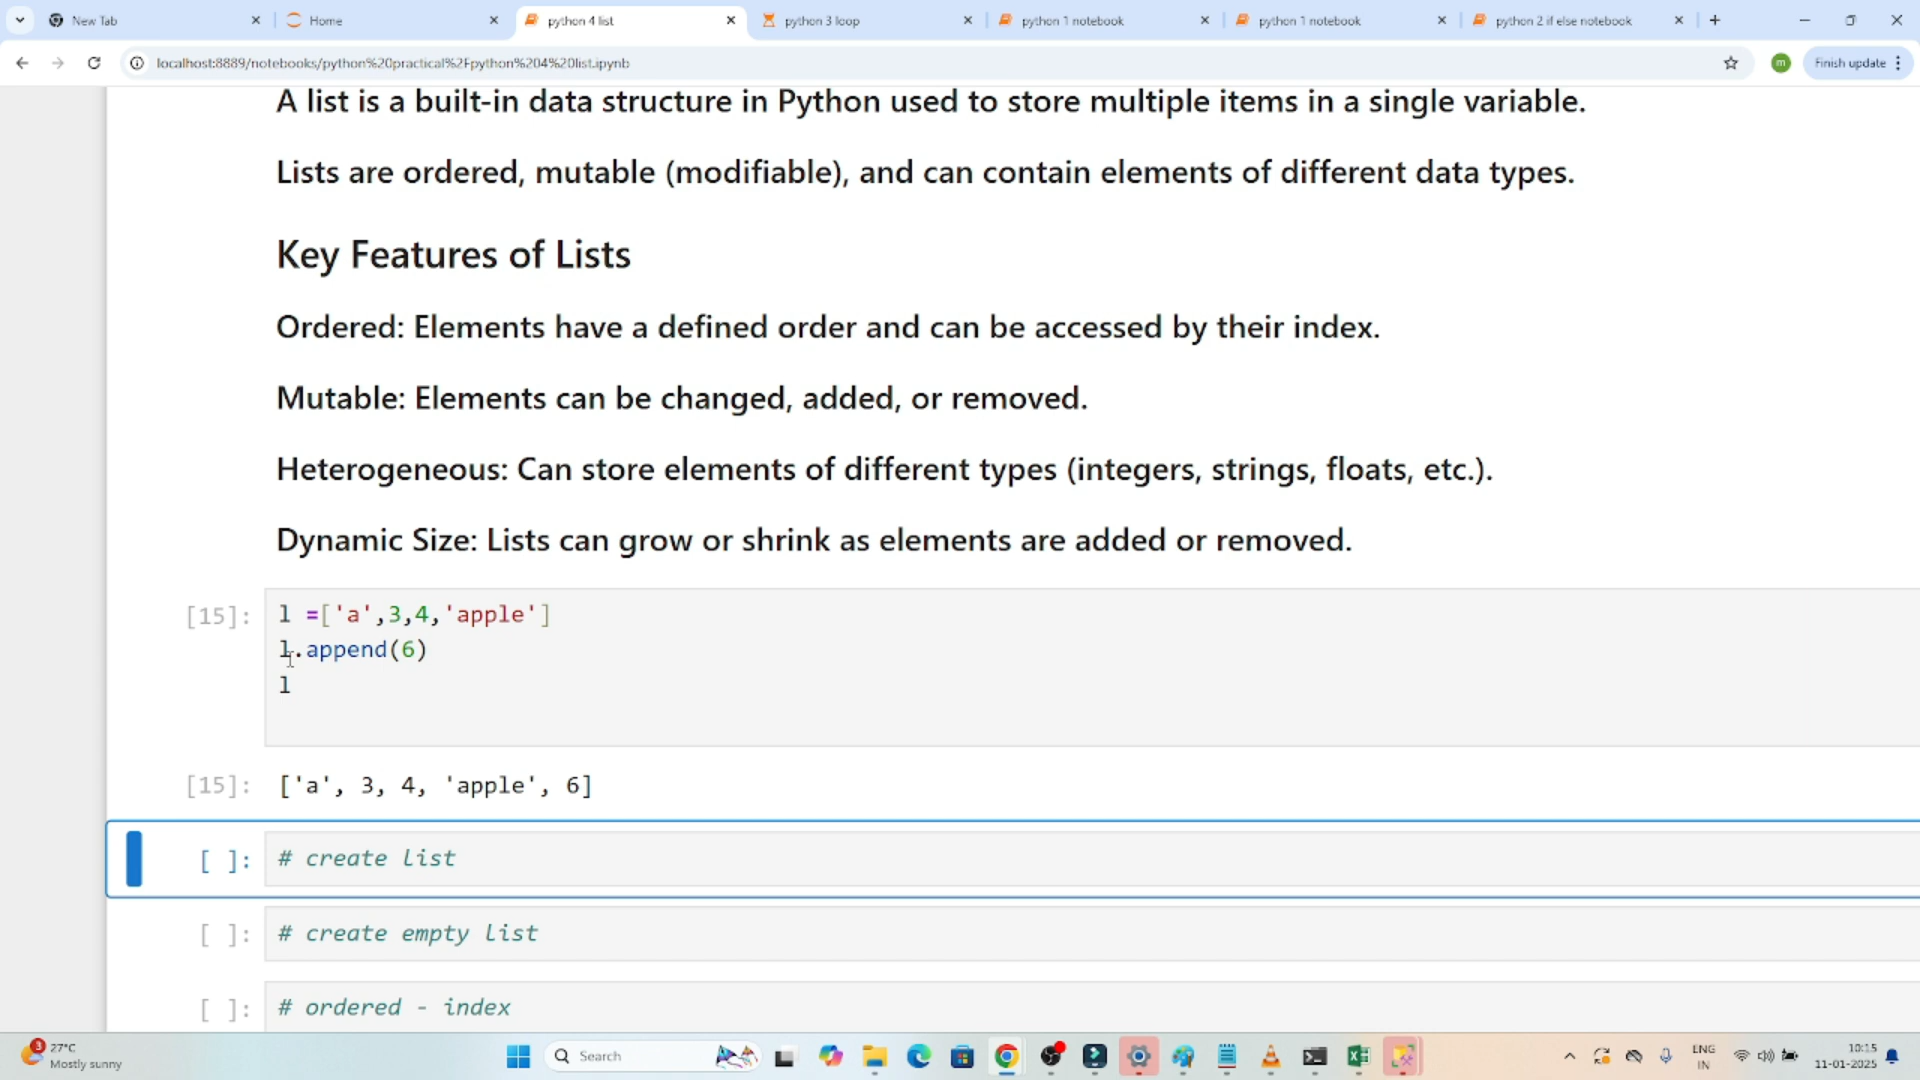 New Tab
Home
python 4 list
python 3 loop
python 1 notebook
python 1 notebook
python 2 if else notebook
localhost:8889/notebooks/python%20practical%2Fpython%204%20list.ipynb
m
Finish update
A list is a built-in data structure in Python used to store multiple items in a single variable.
Lists are ordered, mutable (modifiable), and can contain elements of different data types.
Key Features of Lists
Ordered: Elements have a defined order and can be accessed by their index.
Mutable: Elements can be changed, added, or removed.
Heterogeneous: Can store elements of different types (integers, strings, floats, etc.).
Dynamic Size: Lists can grow or shrink as elements are added or removed.
[15]: l =['a',3,4,'apple']
l.append(6)
l
[15]: ['a', 3, 4, 'apple', 6]
[ ]: # create list
[ ]: # create empty list
[ ]: # ordered - index
3
27°C
Mostly sunny
Search
ENG
IN
10:15
11-01-2025